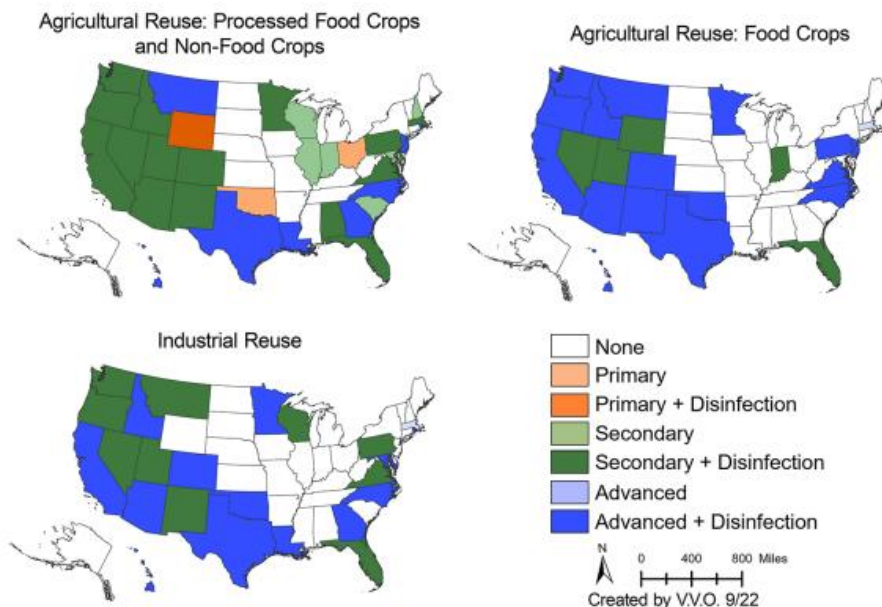 Agricultural Reuse: Processed Food Crops
and Non-Food Crops
Agricultural Reuse: Food Crops
Industrial Reuse
None
Primary
Primary + Disinfection
Secondary
Secondary + Disinfection
Advanced
Advanced + Disinfection
N
0 400 800 Miles
Created by V.V.O. 9/22